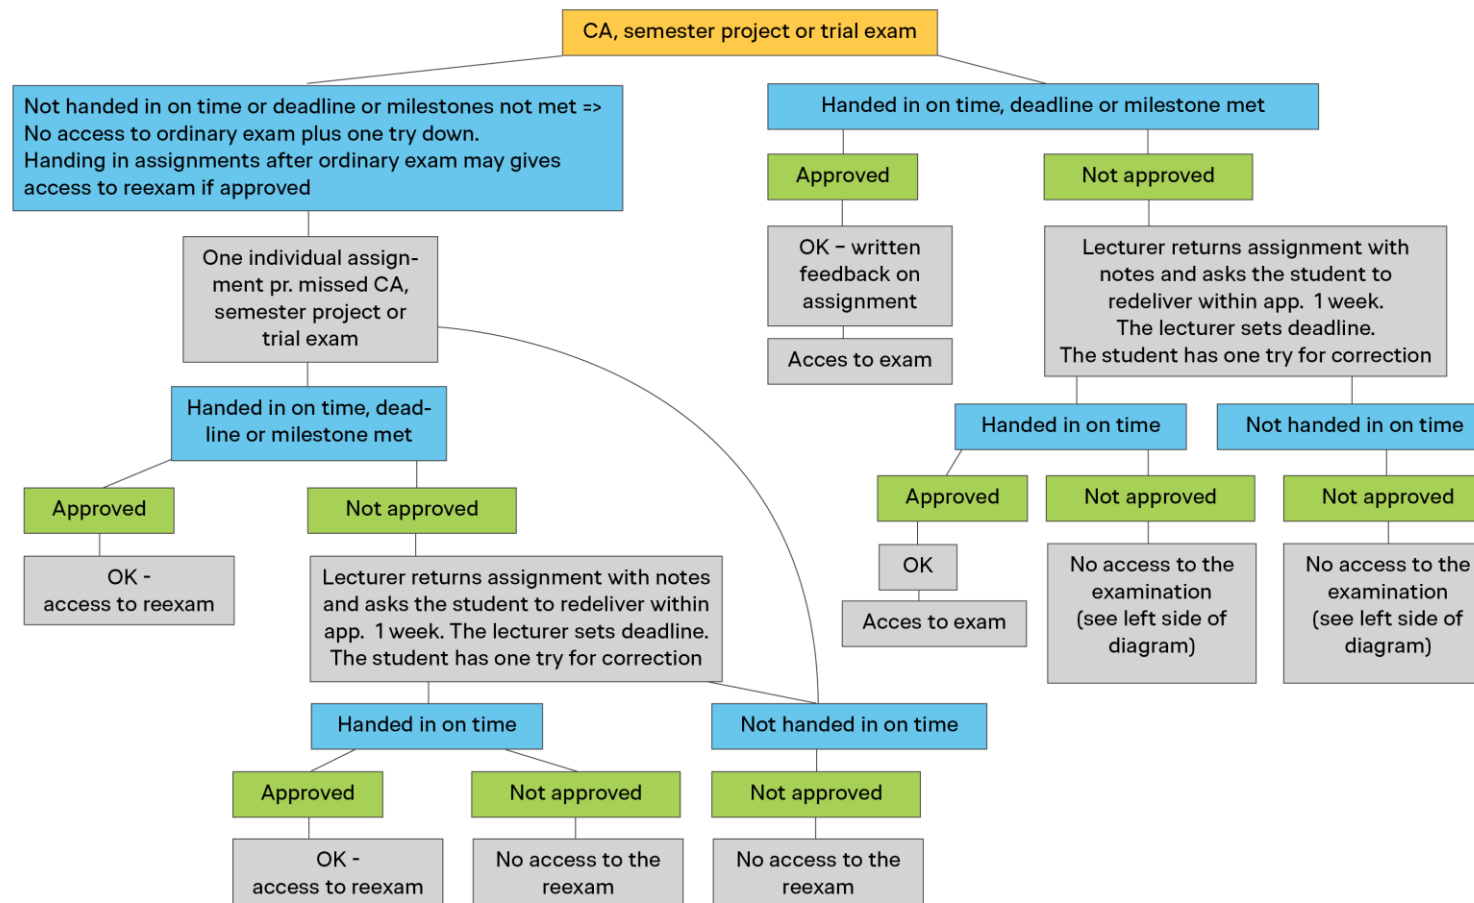 CA, semester project or trial exam
Not handed in on time or deadline or milestones not met =>
No access to ordinary exam plus one try down.
Handing in assignments after ordinary exam may gives
access to reexam if approved
One individual assign-
ment pr. missed CA,
semester project or
trial exam
Handed in on time, dead-
line or milestone met
Approved
OK -
access to reexam
Not approved
Lecturer returns assignment with notes
and asks the student to redeliver within
app. 1 week. The lecturer sets deadline.
The student has one try for correction
Handed in on time
Approved
OK -
access to reexam
Not approved
No access to the
reexam
Not handed in on time
Not approved
No access to the
reexam
Handed in on time, deadline or milestone met
Approved
OK – written
feedback on
assignment
Acces to exam
Not approved
Lecturer returns assignment with
notes and asks the student to
redeliver within app. 1 week.
The lecturer sets deadline.
The student has one try for correction
Handed in on time
Approved
OK
Acces to exam
Not approved
No access to the
examination
(see left side of
diagram)
Not handed in on time
Not approved
No access to the
examination
(see left side of
diagram)